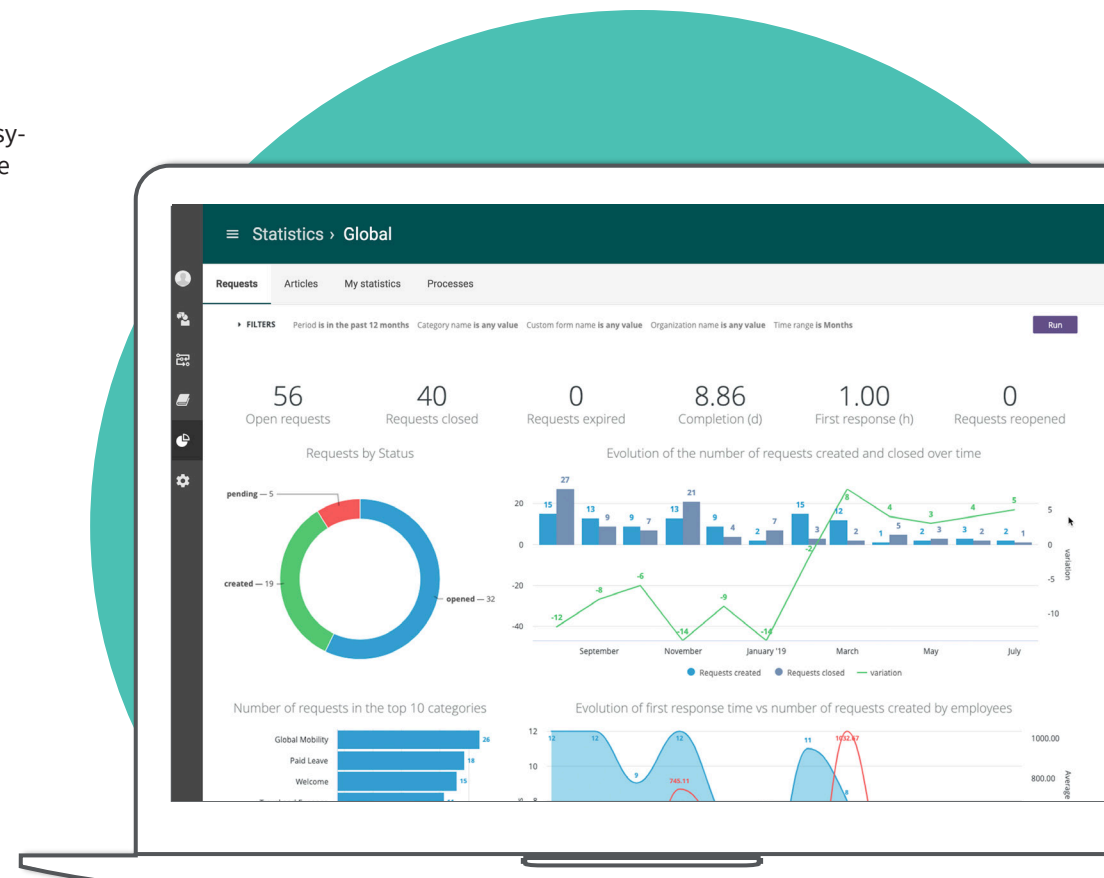 sy-
e
Statistics › Global
Requests Articles My statistics Processes
FILTERS Period is in the past 12 months Category name is any value Custom form name is any value Organization name is any value Time range is Months Run
56 40 0 8.86 1.00 0
Open requests Requests closed Requests expired Completion (d) First response (h) Requests reopened
Requests by Status
pending — 5
created — 19
opened — 32
Evolution of the number of requests created and closed over time
27
21
15 13 9 9 7 13 9 4 2 7 15 3 12 2 1 5 2 3 3 2 2 1
20
0
-20
-40
5
0
-5
-10
variation
-12 -8 -6 -14 -9 -14 -2 8 4 3 4 5
September November January '19 March May July
Requests created Requests closed variation
Number of requests in the top 10 categories
Global Mobility 26
Paid Leave 18
Welcome 15
Evolution of first response time vs number of requests created by employees
12
10
12 12 9 12 11 8
745.11 1032.67
1000.00
800.00
Average